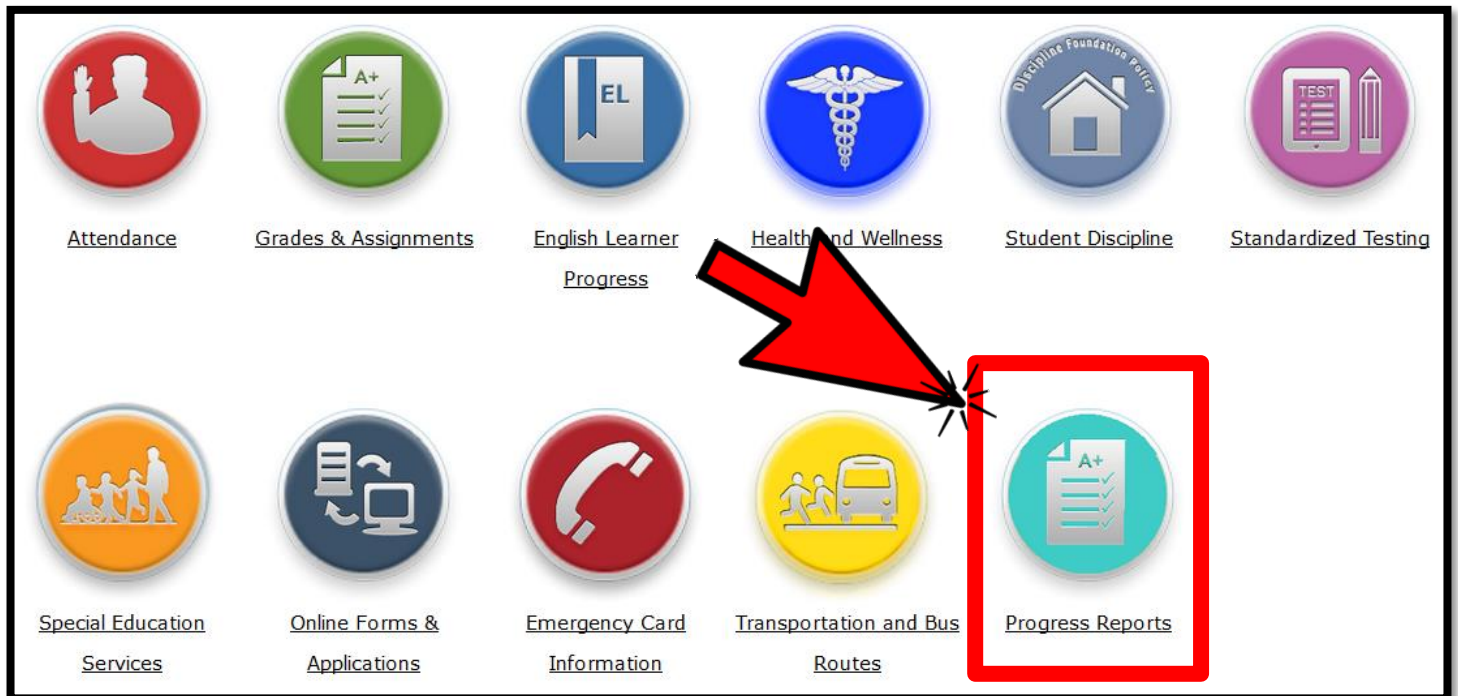 A+
EL
Discipline Foundation Policy
TEST
Attendance
Grades & Assignments
English Learner
Progress
Health and Wellness
Student Discipline
Standardized Testing
A+
Special Education
Services
Online Forms &
Applications
Emergency Card
Information
Transportation and Bus
Routes
Progress Reports